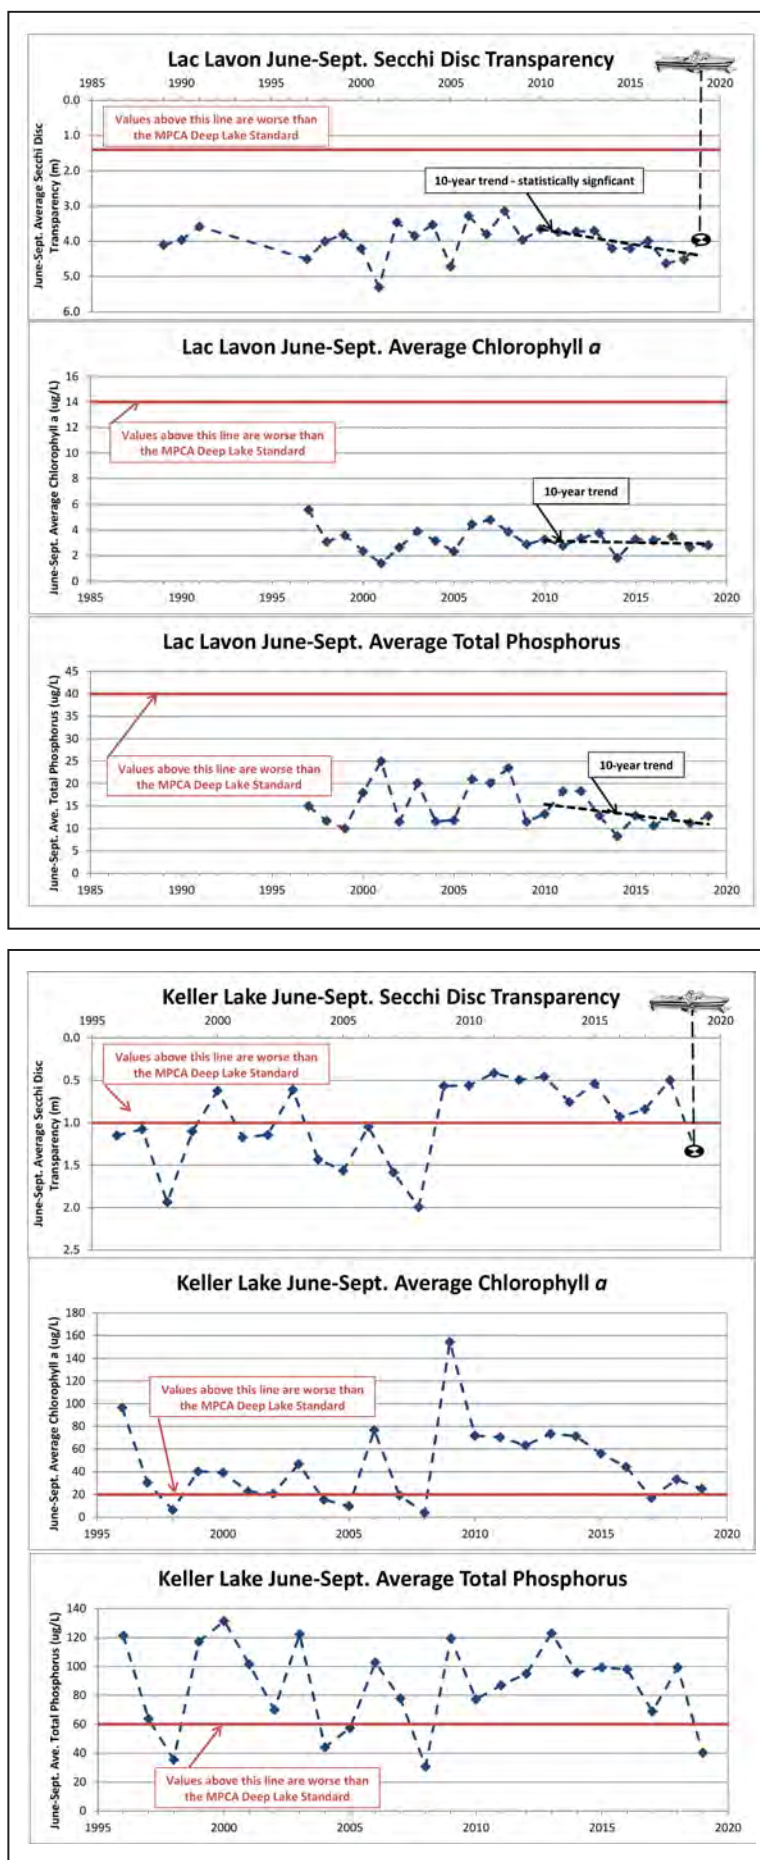 Lac Lavon June-Sept. Secchi Disc Transparency
1985 1990 1995 2000 2005 2010 2015 2020
June-Sept. Average Secchi Disc
Transparency (m)
0.0
1.0
2.0
3.0
4.0
5.0
6.0
Values above this line are worse than
the MPCA Deep Lake Standard
10-year trend - statistically signficant
Lac Lavon June-Sept. Average Chlorophyll a
June-Sept. Average Chlorophyll a (ug/L)
16
14
12
10
8
6
4
2
0
Values above this line are worse than
the MPCA Deep Lake Standard
10-year trend
1985 1990 1995 2000 2005 2010 2015 2020
Lac Lavon June-Sept. Average Total Phosphorus
June-Sept. Ave. Total Phosphorus (ug/L)
45
40
35
30
25
20
15
10
5
0
Values above this line are worse than
the MPCA Deep Lake Standard
10-year trend
1985 1990 1995 2000 2005 2010 2015 2020
Keller Lake June-Sept. Secchi Disc Transparency
1995 2000 2005 2010 2015 2020
June-Sept. Average Secchi Disc
Transparency (m)
0.0
0.5
1.0
1.5
2.0
2.5
Values above this line are worse than
the MPCA Deep Lake Standard
Keller Lake June-Sept. Average Chlorophyll a
June-Sept. Average Chlorophyll a (ug/L)
180
160
140
120
100
80
60
40
20
0
Values above this line are worse than
the MPCA Deep Lake Standard
1995 2000 2005 2010 2015 2020
Keller Lake June-Sept. Average Total Phosphorus
June-Sept. Ave. Total Phosphorus (ug/L)
140
120
100
80
60
40
20
0
Values above this line are worse than
the MPCA Deep Lake Standard
1995 2000 2005 2010 2015 2020